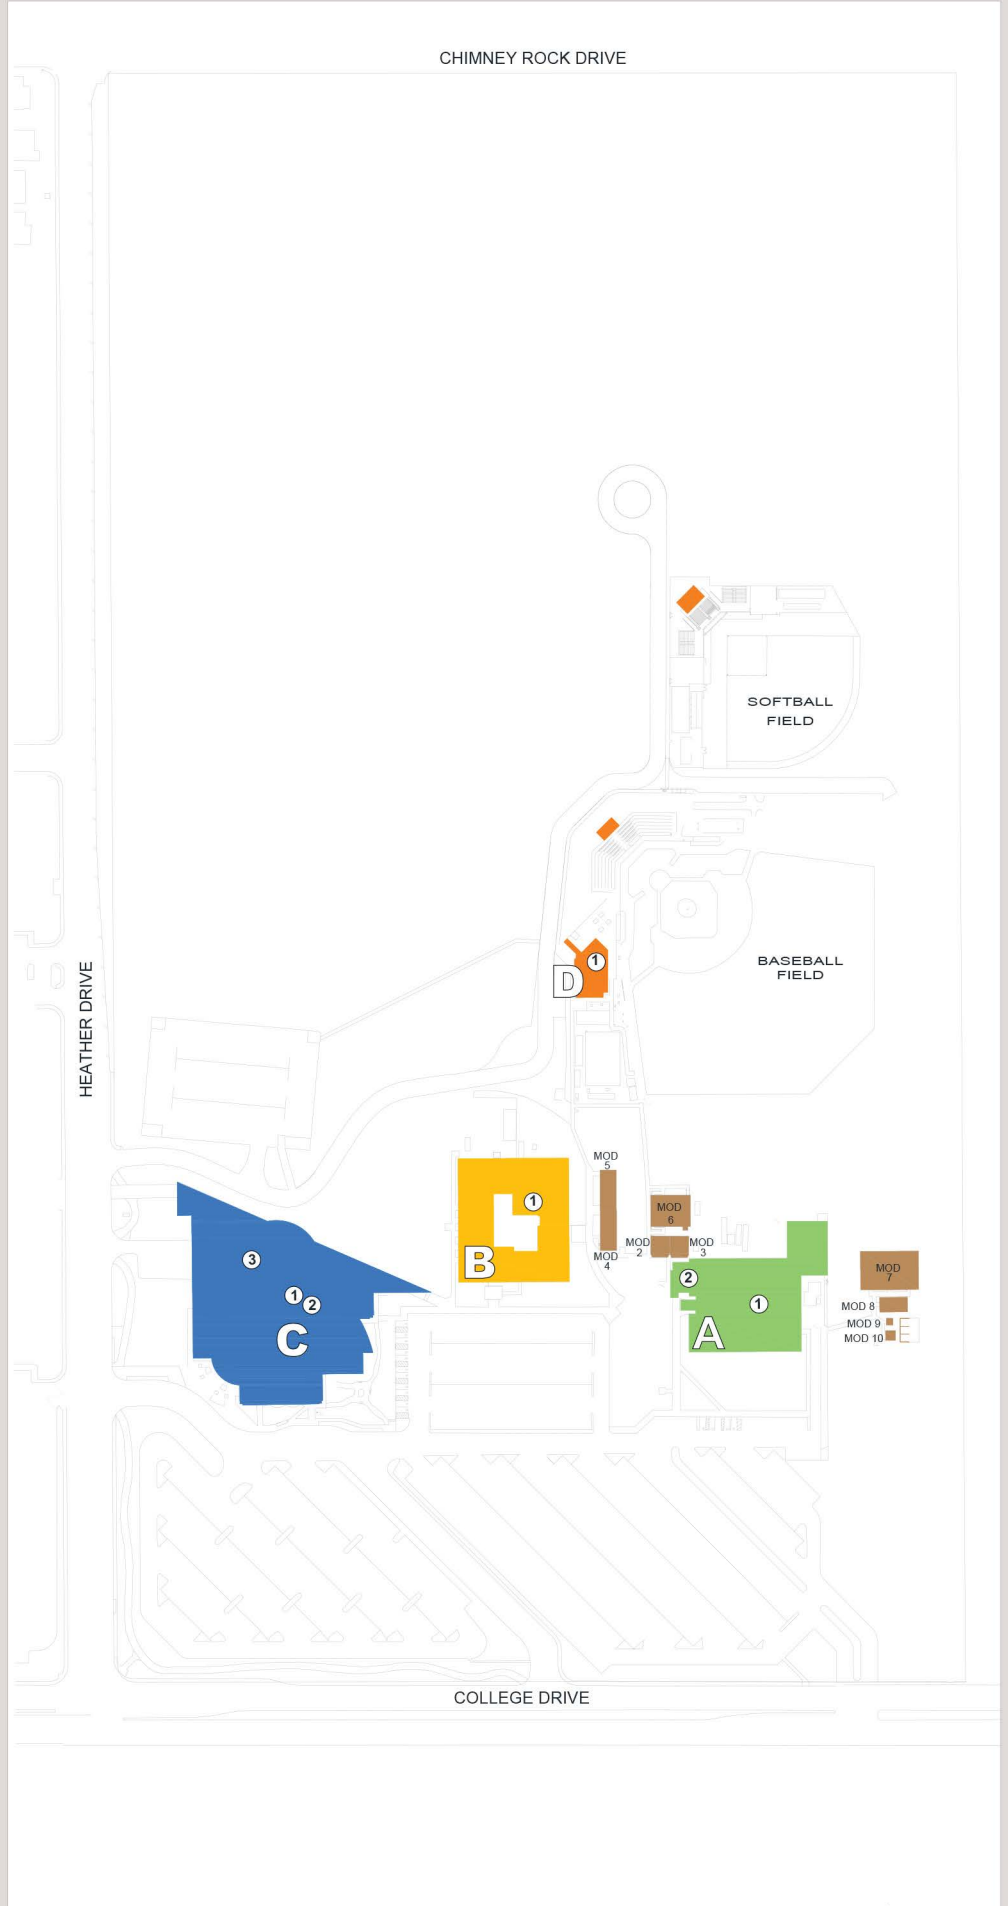 CHIMNEY ROCK DRIVE
SOFTBALL
FIELD
BASEBALL
FIELD
1
D
HEATHER DRIVE
MOD
5
1
B
MOD
4
MOD
6
MOD
2
MOD
3
2
1
A
MOD
7
MOD 8
MOD 9
MOD 10
3
1
2
C
COLLEGE DRIVE